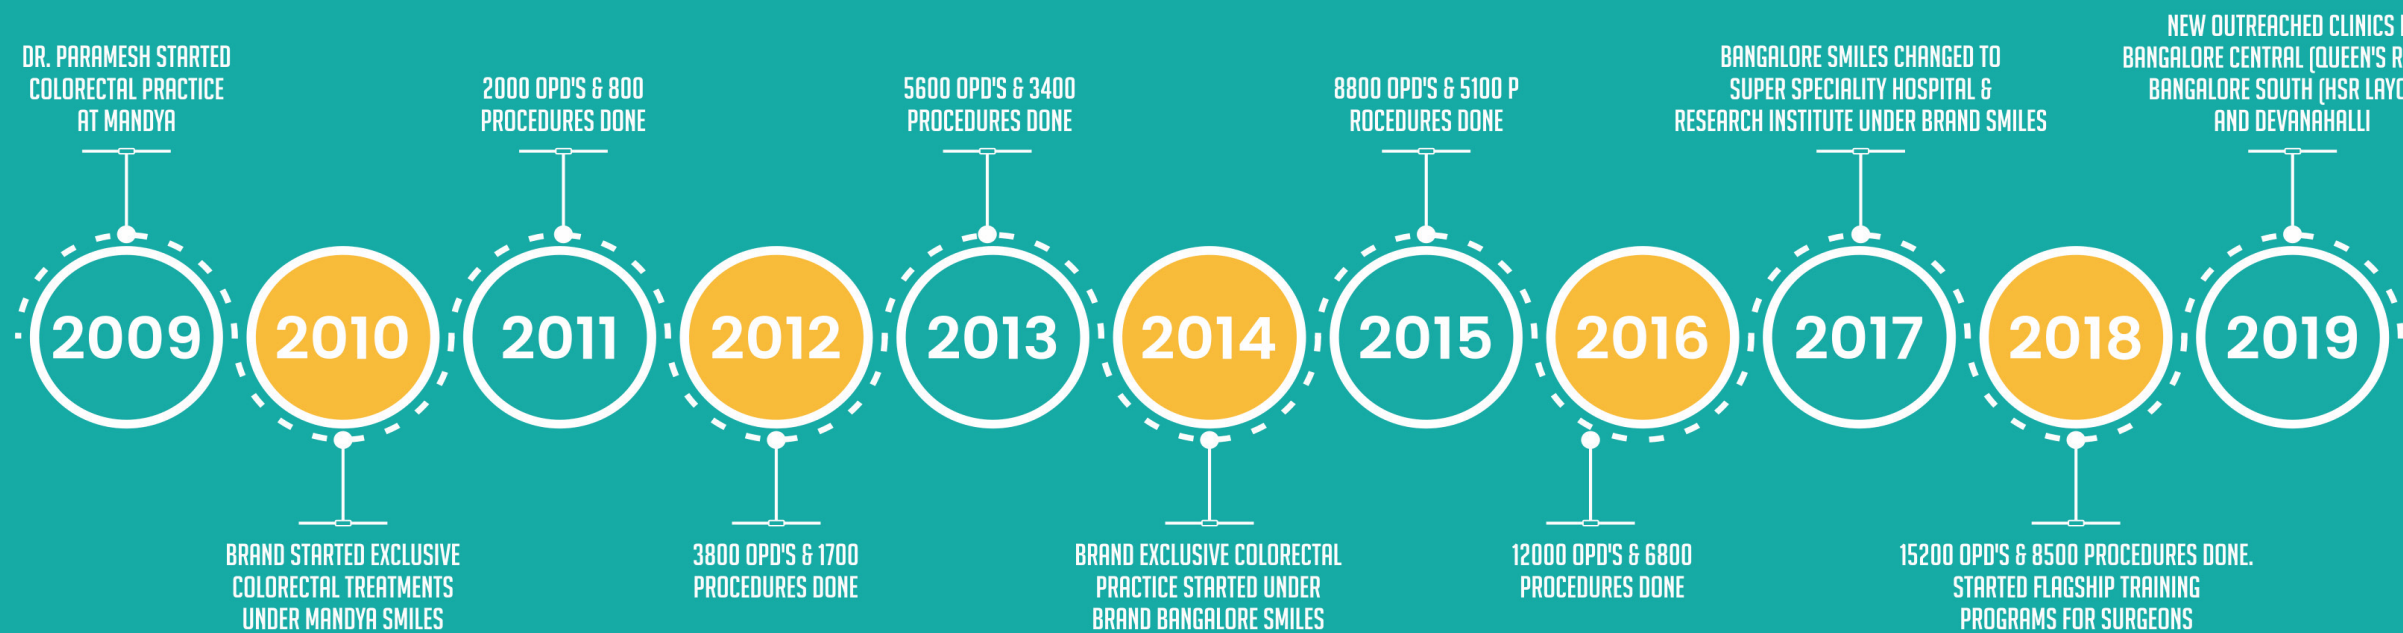 DR. PARAMESH STARTED
COLORECTAL PRACTICE
AT MANDYA
2000 OPD'S & 800
PROCEDURES DONE
5600 OPD'S & 3400
PROCEDURES DONE
8800 OPD'S & 5100 P
ROCEDURES DONE
BANGALORE SMILES CHANGED TO
SUPER SPECIALITY HOSPITAL &
RESEARCH INSTITUTE UNDER BRAND SMILES
NEW OUTREACHED CLINICS
BANGALORE CENTRAL (QUEEN'S
BANGALORE SOUTH (HSR
AND DEVANAHALLI
2009
2010
2011
2012
2013
2014
2015
2016
2017
2018
2019
BRAND STARTED EXCLUSIVE
COLORECTAL TREATMENTS
UNDER MANDYA SMILES
3800 OPD'S & 1700
PROCEDURES DONE
BRAND EXCLUSIVE COLORECTAL
PRACTICE STARTED UNDER
BRAND BANGALORE SMILES
12000 OPD'S & 6800
PROCEDURES DONE
15200 OPD'S & 8500 PROCEDURES DONE.
STARTED FLAGSHIP TRAINING
PROGRAMS FOR SURGEONS